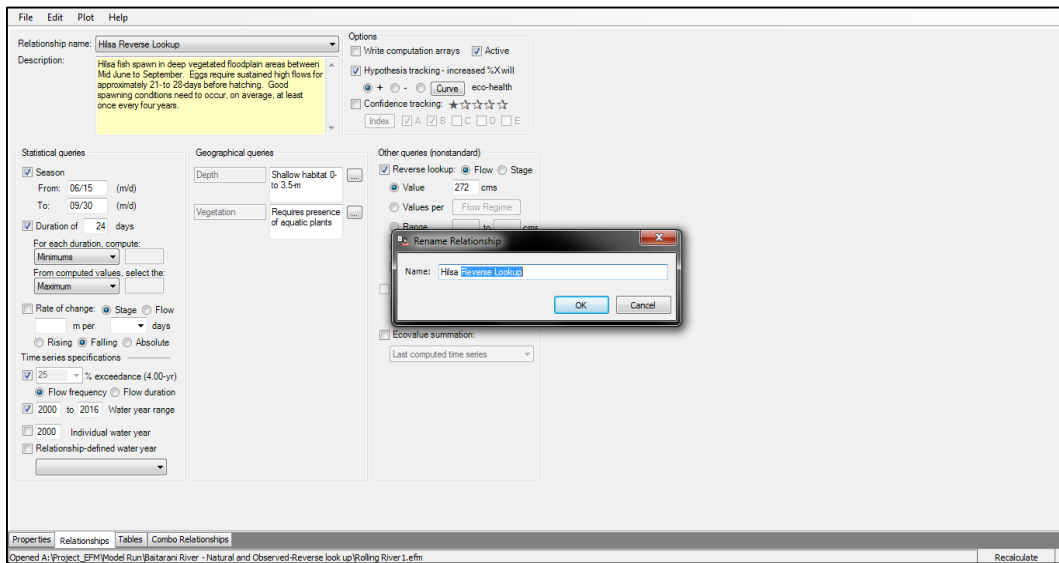 File Edit Plot Help
Relationship name: Hilsa Reverse Lookup
Description:
Hilsa fish spawn in deep vegetated floodplain areas between
Mid June to September. Eggs require sustained high flows for
approximately 21- to 28-days before hatching. Good
spawning conditions need to occur, on average, at least
once every four years.
Options
Write computation arrays Active
Hypothesis tracking - increased %X will
+ - Curve eco-health
Confidence tracking:
Index A B C D E
Statistical queries
Season
From: 06/15 (m/d)
To: 09/30 (m/d)
Duration of 24 days
For each duration, compute:
Minimums
From computed values, select the:
Maximum
Rate of change: Stage Flow
m per days
Rising Falling Absolute
Time series specifications
25 % exceedance (4.00-yr)
Flow frequency Flow duration
2000 to 2016 Water year range
2000 Individual water year
Relationship-defined water year
Geographical queries
Depth Shallow habitat 0-
to 3.5-m ...
Vegetation Requires presence
of aquatic plants ...
Other queries (nonstandard)
Reverse lookup: Flow Stage
Value 272 cms
Values per Flow Regime
Range to cms
Rename Relationship
Name: Hilsa Reverse Lookup
OK Cancel
Ecovalue summation:
Last computed time series
Properties Relationships Tables Combo Relationships
Opened A:\Project_EFM\Model Run\Baitarani River - Natural and Observed-Reverse look up\Rolling River1.efm Recalculate